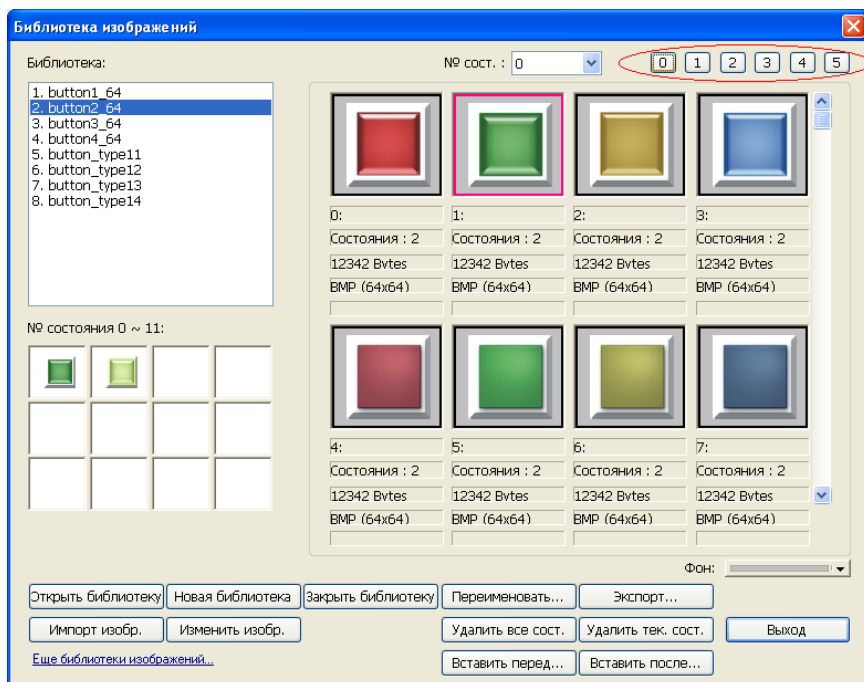 Библиотека изображений
Библиотека:
№ сост. : 0
0 1 2 3 4 5
1. button1_64
2. button2_64
3. button3_64
4. button4_64
5. button_type11
6. button_type12
7. button_type13
8. button_type14
0: 1: 2: 3:
Состояния : 2 Состояния : 2 Состояния : 2 Состояния : 2
12342 Bytes 12342 Bytes 12342 Bytes 12342 Bytes
BMP (64x64) BMP (64x64) BMP (64x64) BMP (64x64)
№ состояния 0 ~ 11:
4: 5: 6: 7:
Состояния : 2 Состояния : 2 Состояния : 2 Состояния : 2
12342 Bytes 12342 Bytes 12342 Bytes 12342 Bytes
BMP (64x64) BMP (64x64) BMP (64x64) BMP (64x64)
Фон:
Открыть библиотеку Новая библиотека Закрыть библиотеку Переименовать... Экспорт...
Импорт изобр. Изменить изобр. Удалить все сост. Удалить тек. сост. Выход
Еще библиотеки изображений... Вставить перед... Вставить после...